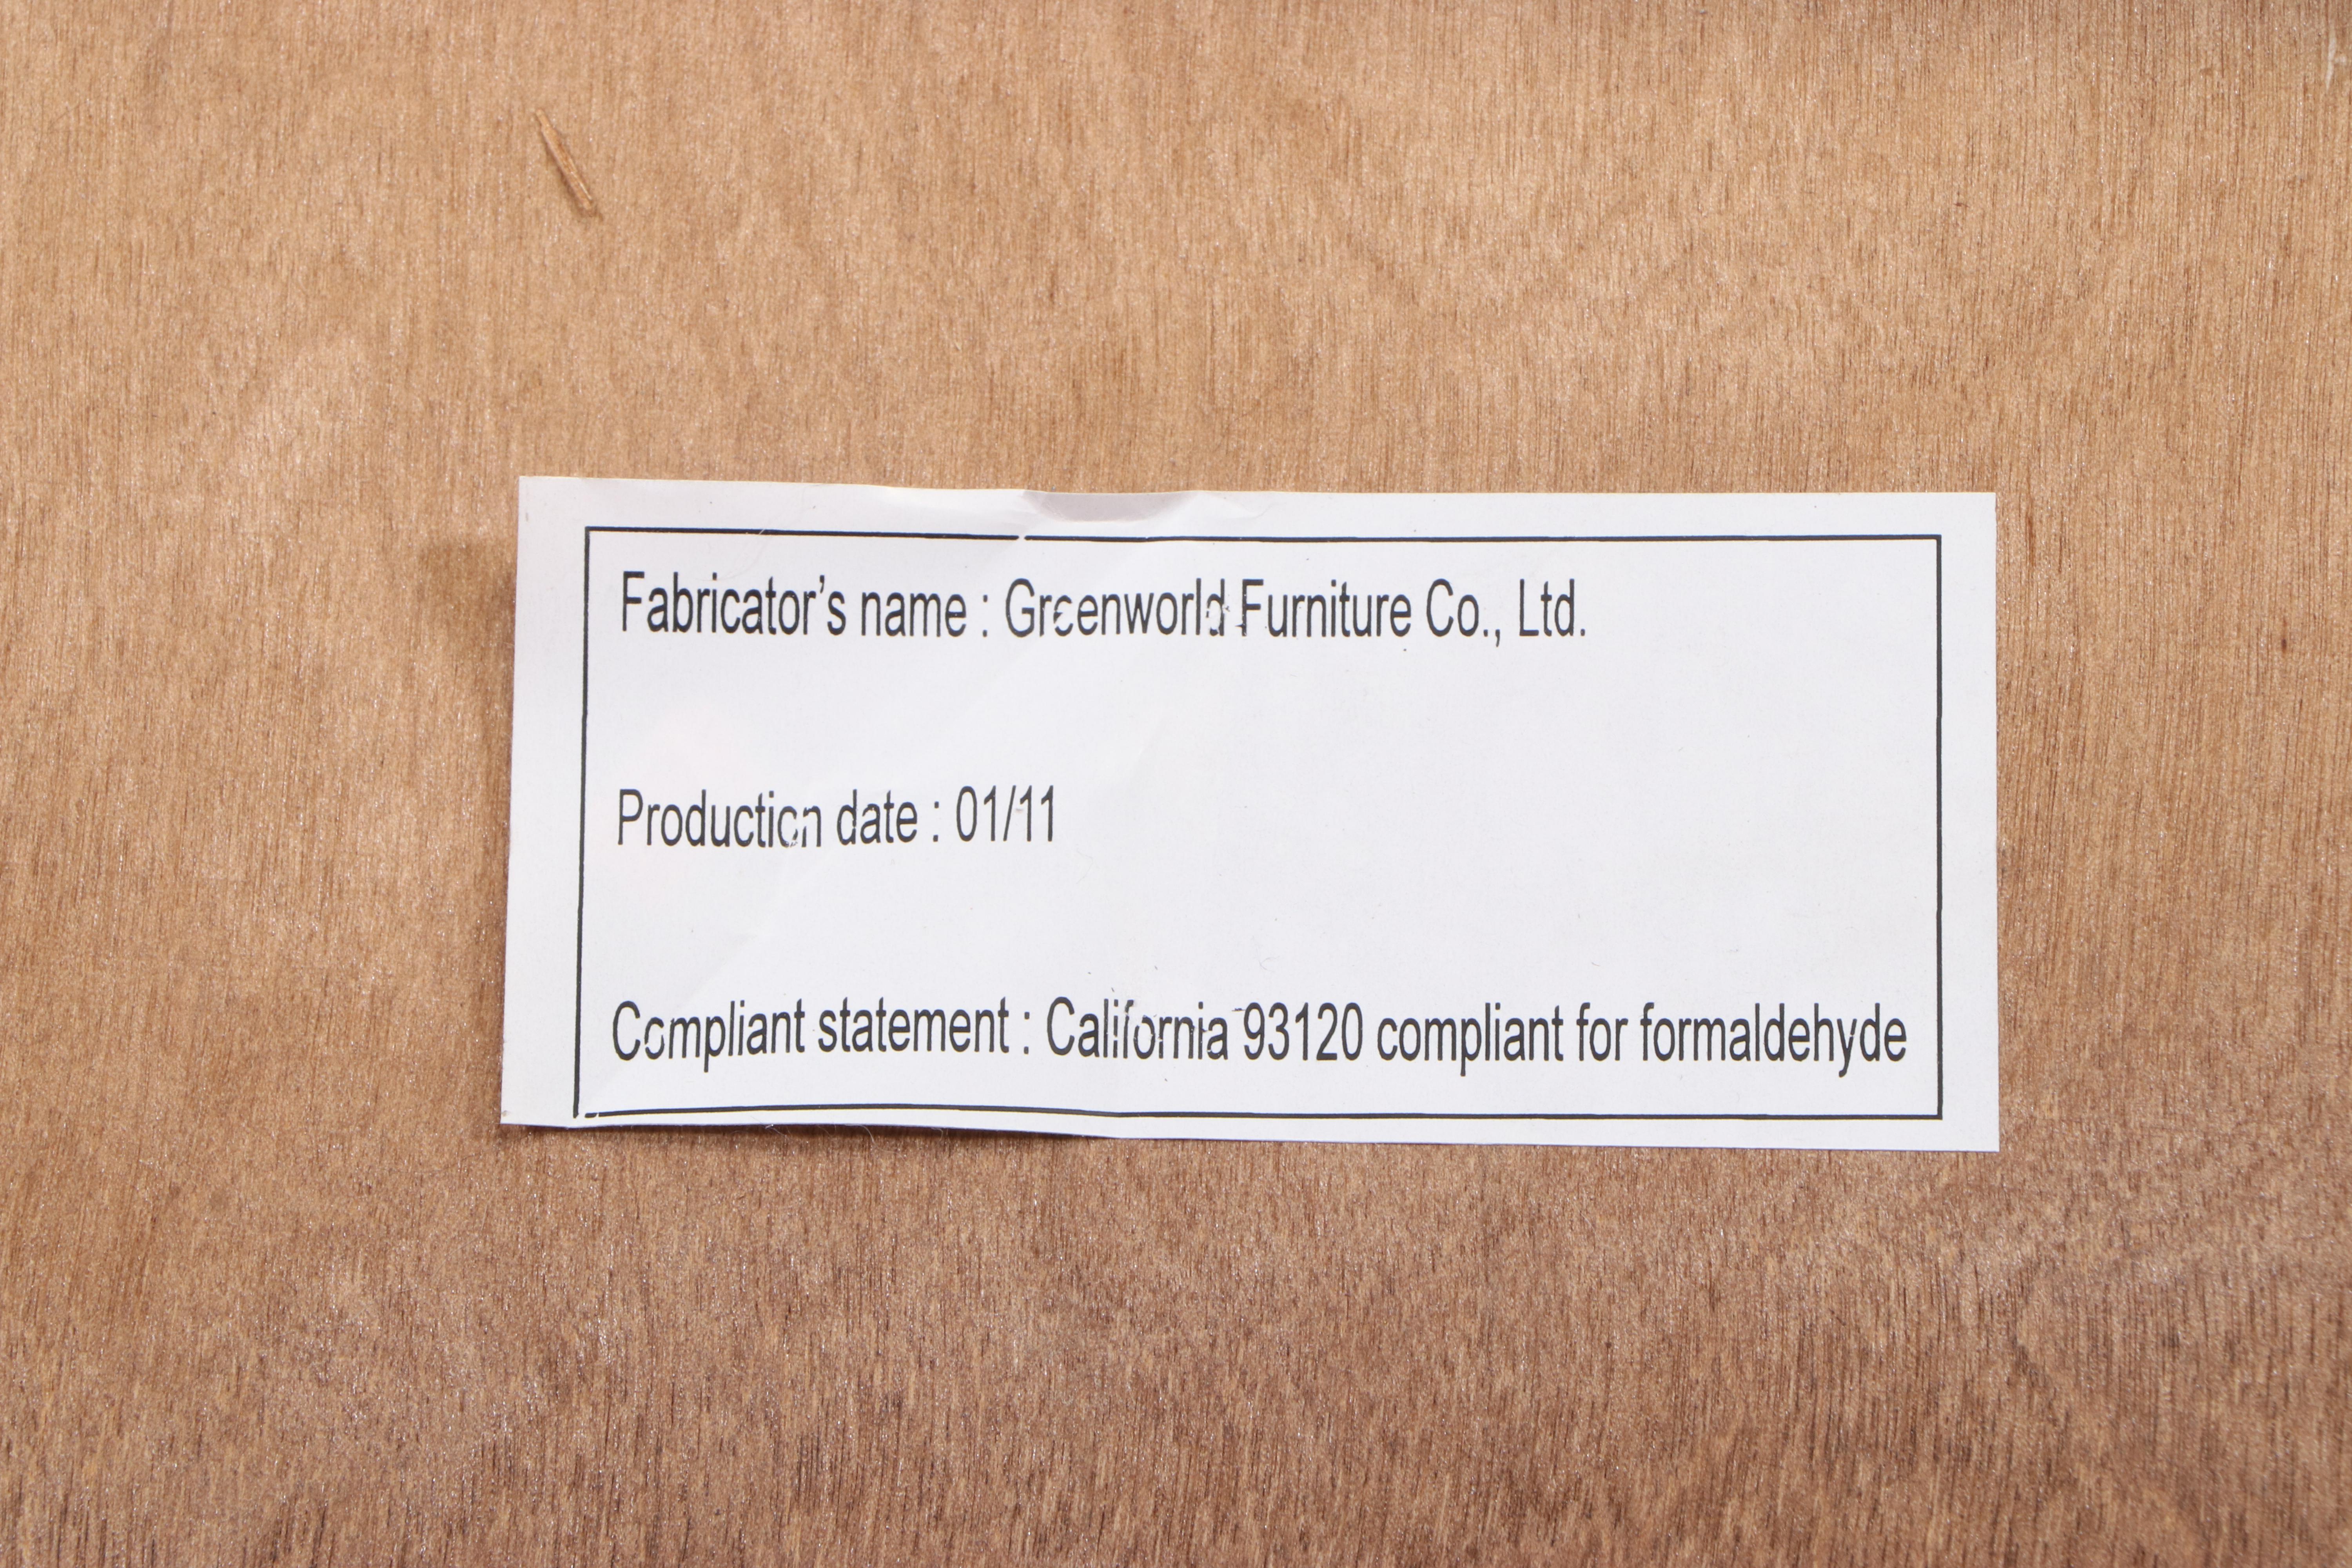 Fabricator's name : Greenworld Furniture Co., Ltd.
Production date : 01/11
Compliant statement : California 93120 compliant for formaldehyde